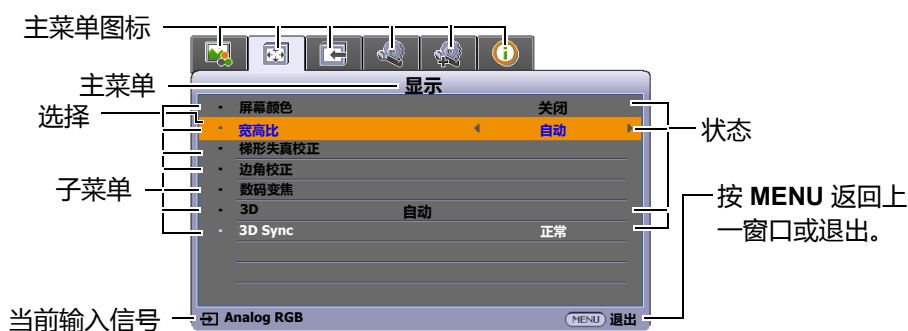 主菜单图标
主菜单
显示
选择
屏幕颜色 关闭
宽高比 自动
状态
梯形失真校正
边角校正
子菜单
数码变焦
3D 自动
3D Sync 正常
按 MENU 返回上
一窗口或退出。
当前输入信号
Analog RGB
MENU 退出